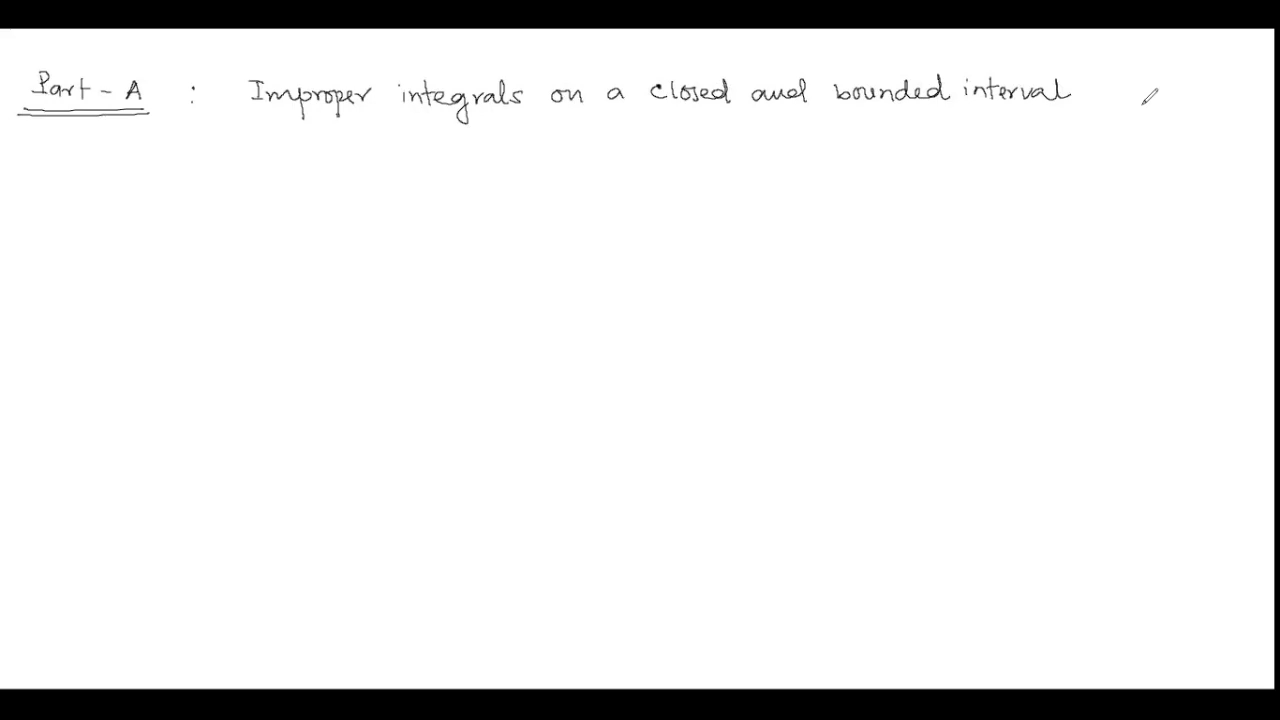 Part - A : Improper integrals on a closed and bounded interval